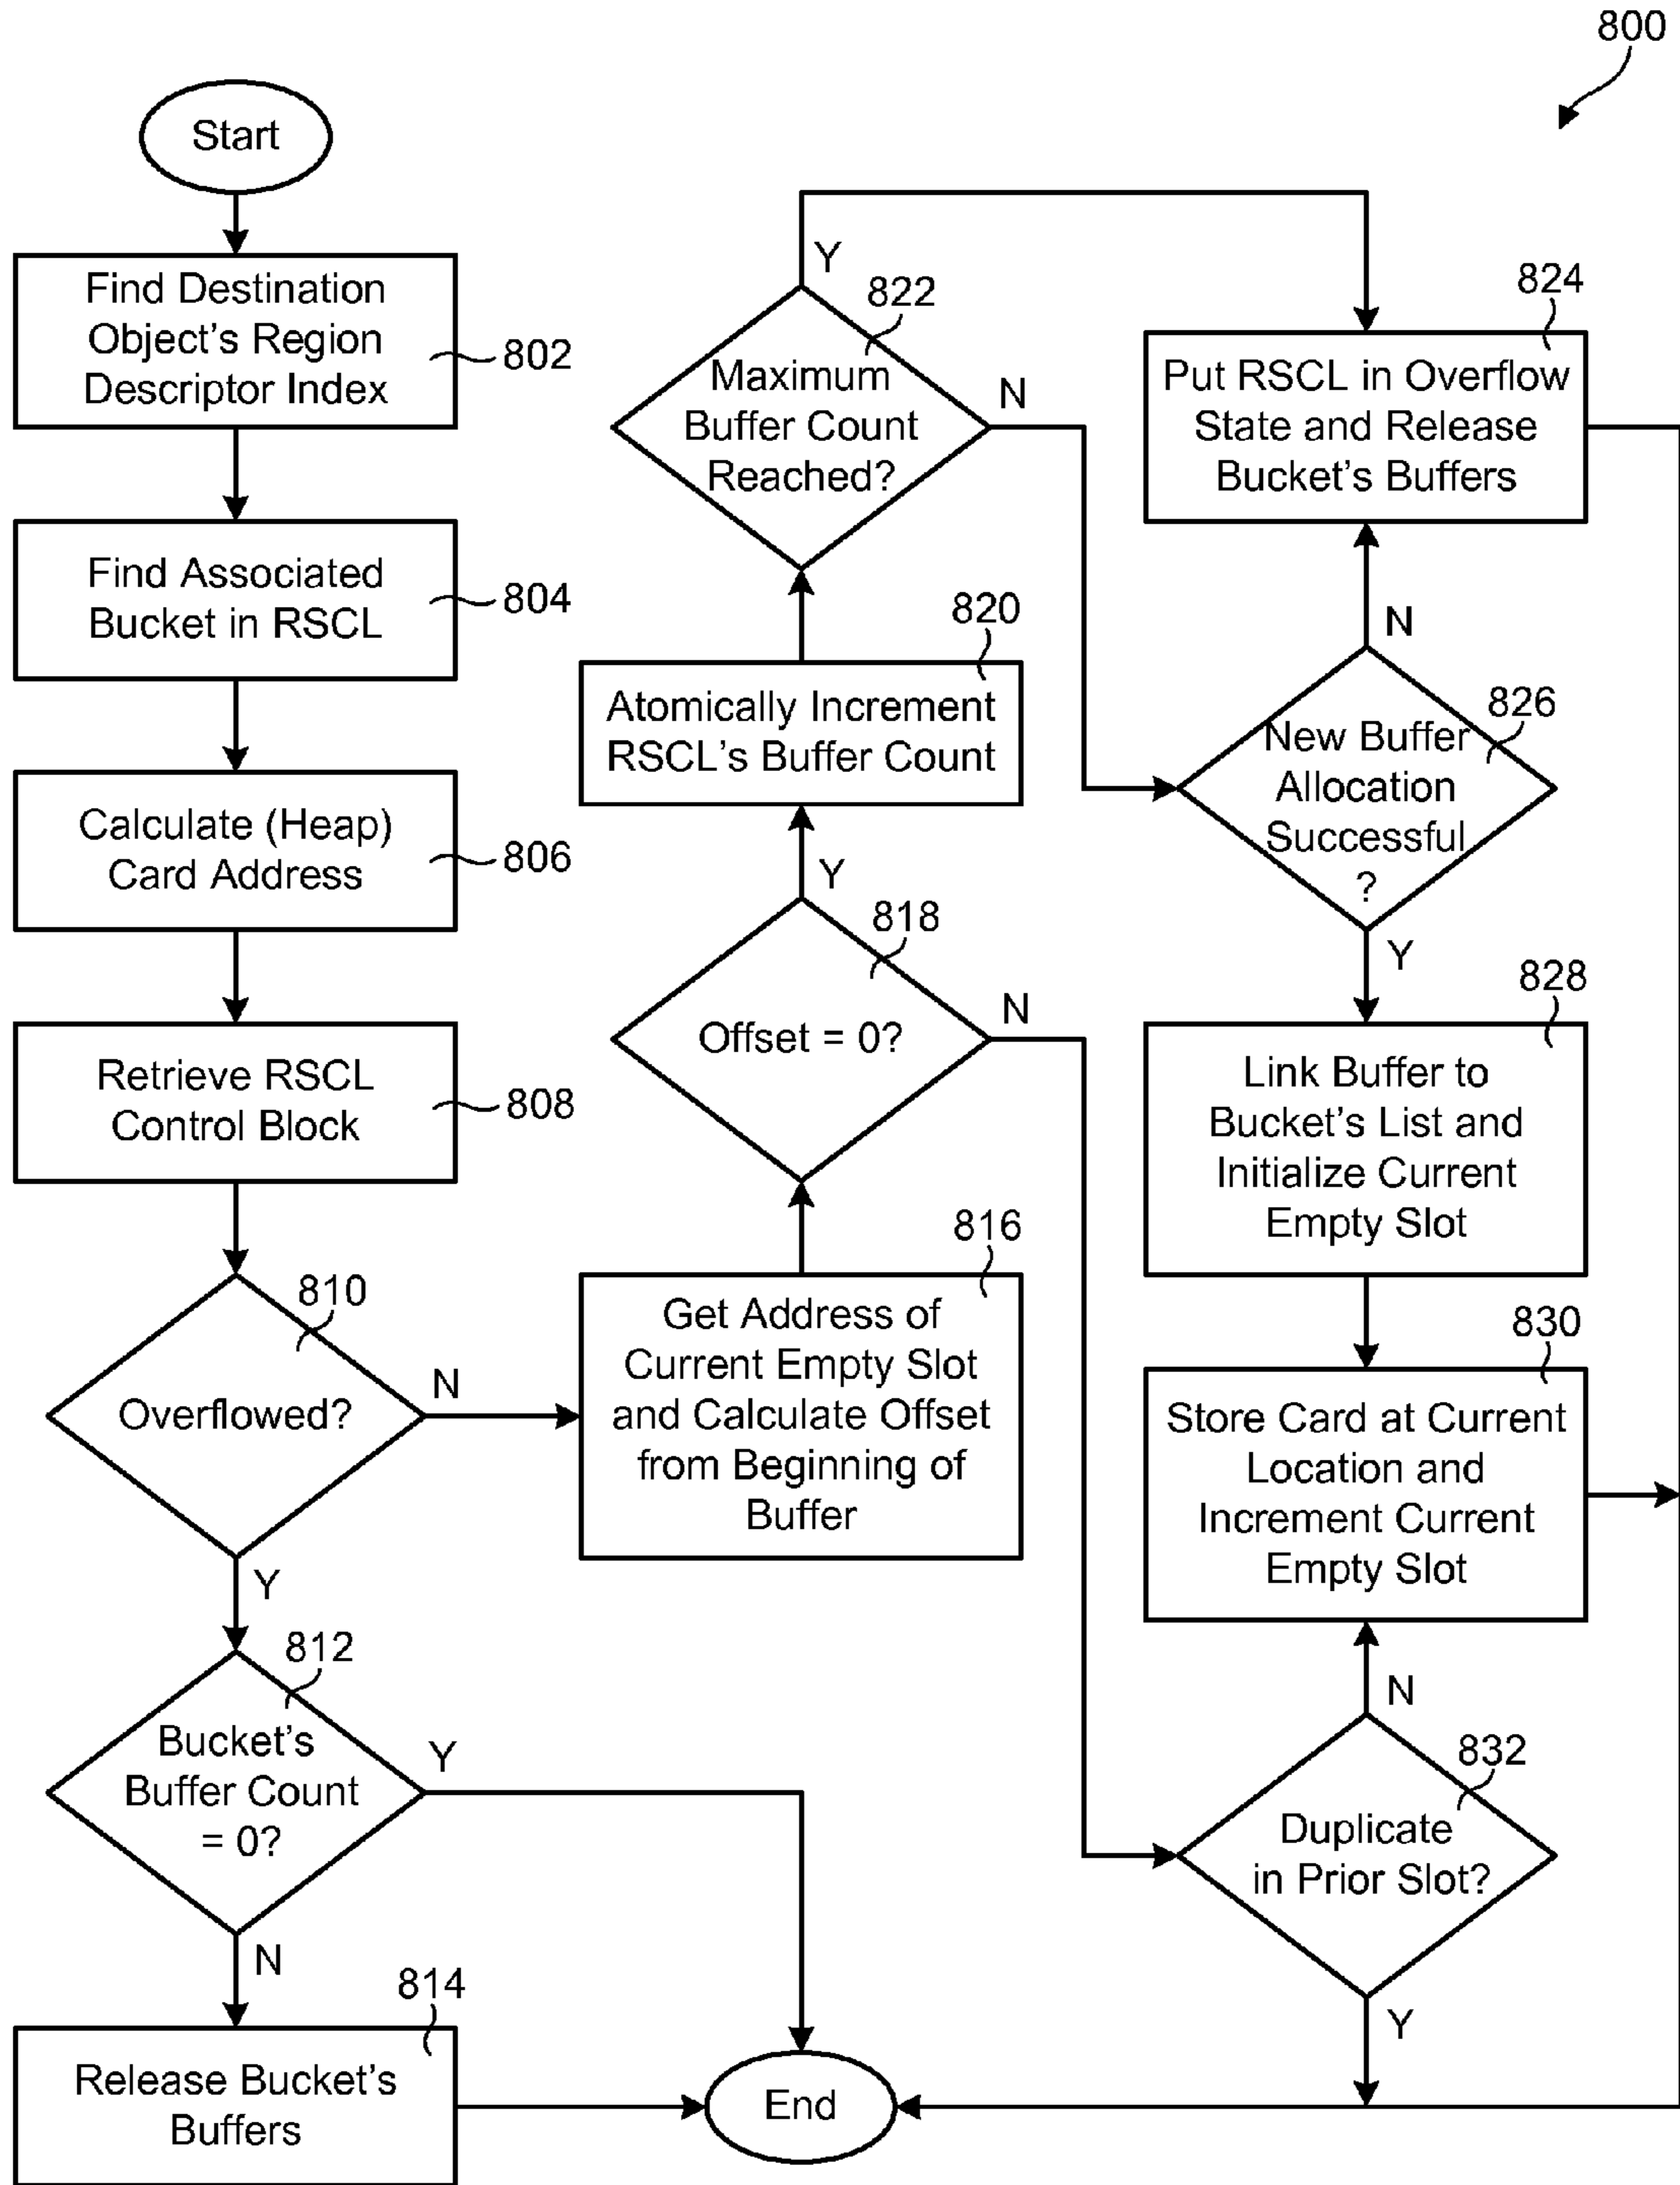 800
Start
Find Destination
Object's Region
Descriptor Index
802
Find Associated
Bucket in RSCL
804
Calculate (Heap)
Card Address
806
Retrieve RSCL
Control Block
808
810
Overflowed?
N
Y
812
Bucket's
Buffer Count
= 0?
Y
N
814
Release Bucket's
Buffers
End
816
Get Address of
Current Empty Slot
and Calculate Offset
from Beginning of
Buffer
818
Offset = 0?
Y
N
820
Atomically Increment
RSCL's Buffer Count
822
Maximum
Buffer Count
Reached?
Y
N
824
Put RSCL in Overflow
State and Release
Bucket's Buffers
N
826
New Buffer
Allocation
Successful
?
Y
828
Link Buffer to
Bucket's List and
Initialize Current
Empty Slot
830
Store Card at Current
Location and
Increment Current
Empty Slot
N
832
Duplicate
in Prior Slot?
Y